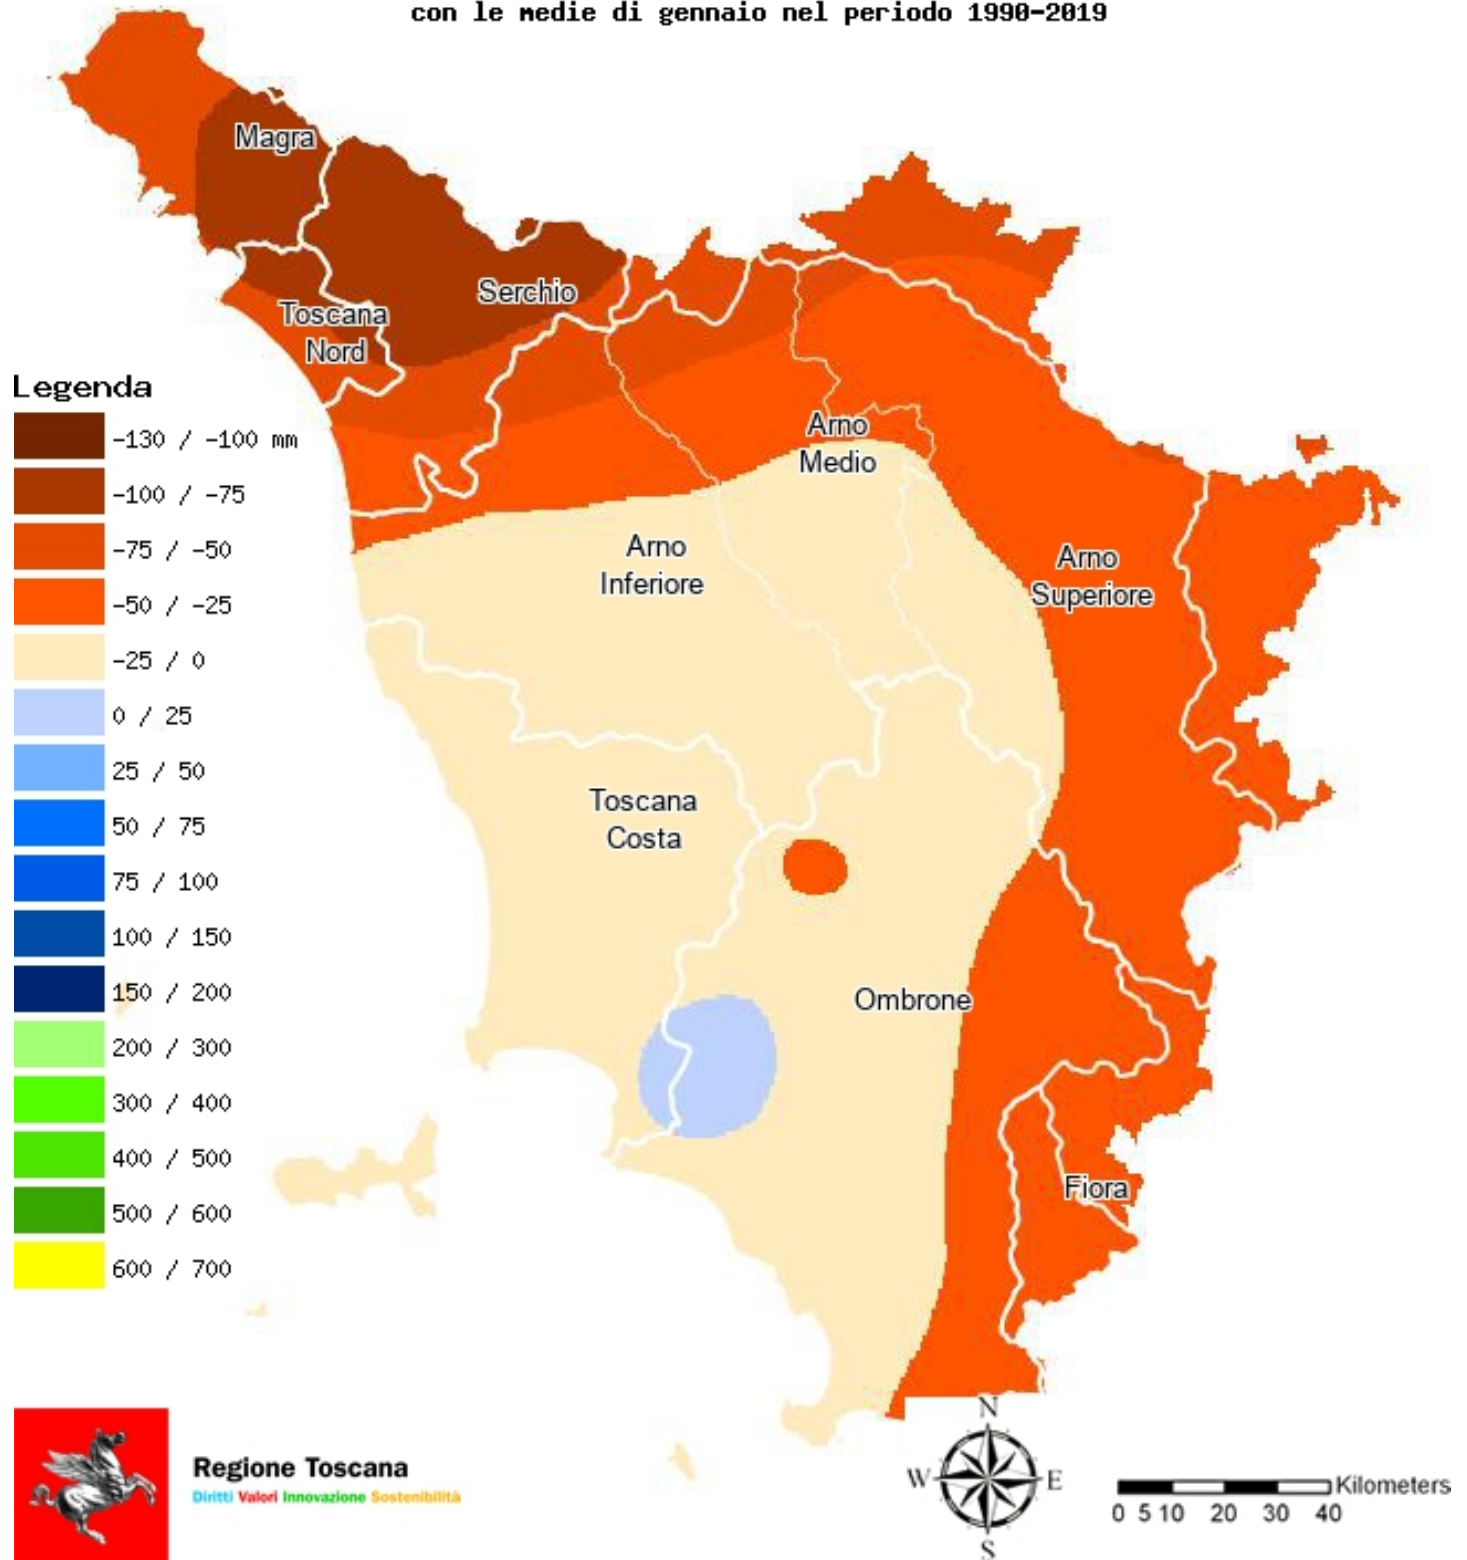 con le medie di gennaio nel periodo 1990-2019
Magra
Serchio
Toscana
Nord
Legenda
-130 / -100 mm
-100 / -75
-75 / -50
-50 / -25
-25 / 0
0 / 25
25 / 50
50 / 75
75 / 100
100 / 150
150 / 200
200 / 300
300 / 400
400 / 500
500 / 600
600 / 700
Arno
Medio
Arno
Inferiore
Arno
Superiore
Toscana
Costa
Ombrone
Fiora
Regione Toscana
Diritti Valori Innovazione Sostenibilità
N
W E
S
Kilometers
0 5 10 20 30 40